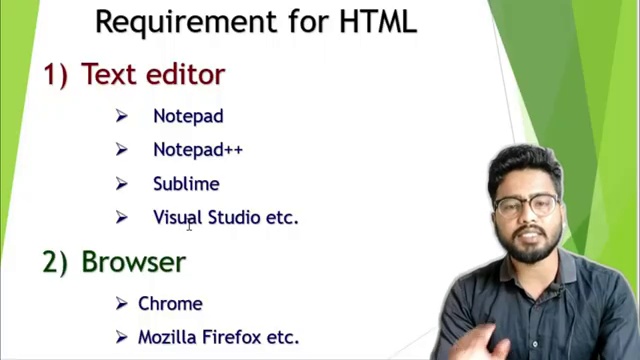 Requirement for HTML
1) Text editor
➢ Notepad
➢ Notepad++
➢ Sublime
➢ Visual Studio etc.
2) Browser
➢ Chrome
➢ Mozilla Firefox etc.